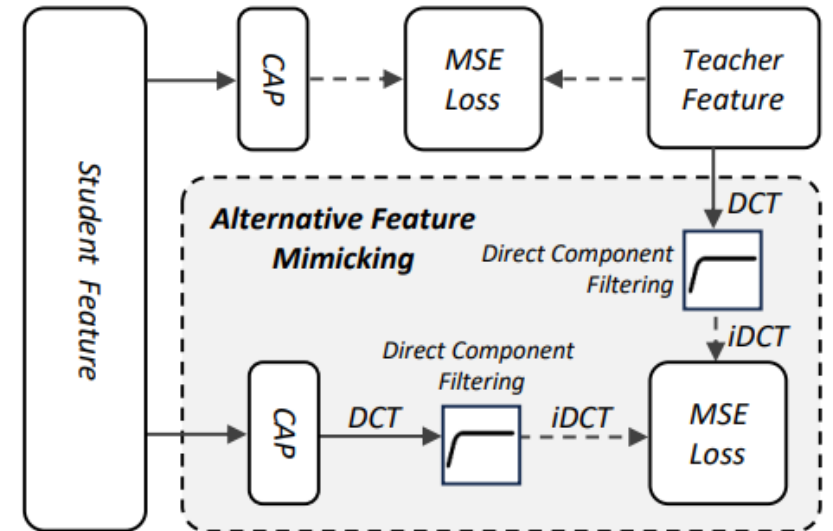 Student Feature
CAP
MSE
Loss
Teacher
Feature
DCT
Alternative Feature
Mimicking
Direct Component
Filtering
iDCT
Direct Component
Filtering
CAP
DCT
iDCT
MSE
Loss